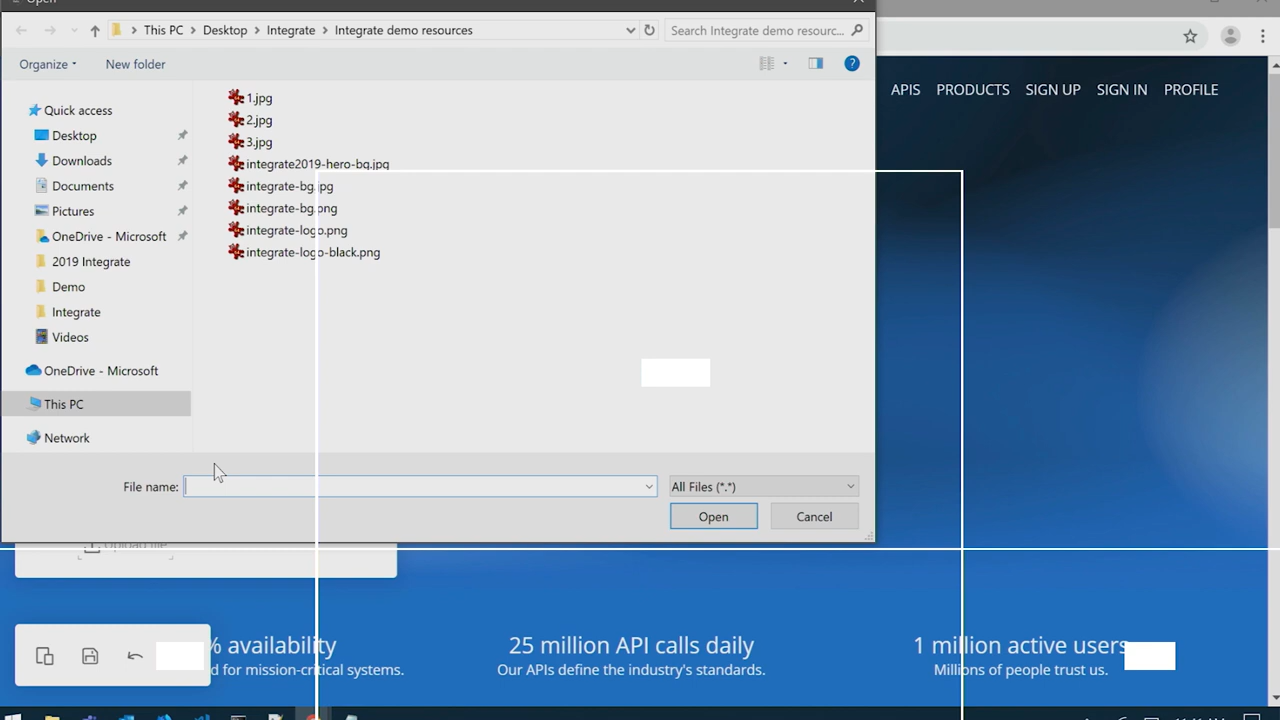 Open
This PC > Desktop > Integrate > Integrate demo resources
Search Integrate demo resourc...
Organize
New folder
APIS PRODUCTS SIGN UP SIGN IN PROFILE
Quick access
Desktop
Downloads
Documents
Pictures
OneDrive - Microsoft
2019 Integrate
Demo
Integrate
Videos
OneDrive - Microsoft
This PC
Network
1.jpg
2.jpg
3.jpg
integrate2019-hero-bg.jpg
integrate-bg.jpg
integrate-bg.png
integrate-logo.png
integrate-logo-black.png
File name:
All Files (*.*)
Open
Cancel
Upload file
% availability
25 million API calls daily
1 million active users
d for mission-critical systems.
Our APIs define the industry's standards.
Millions of people trust us.